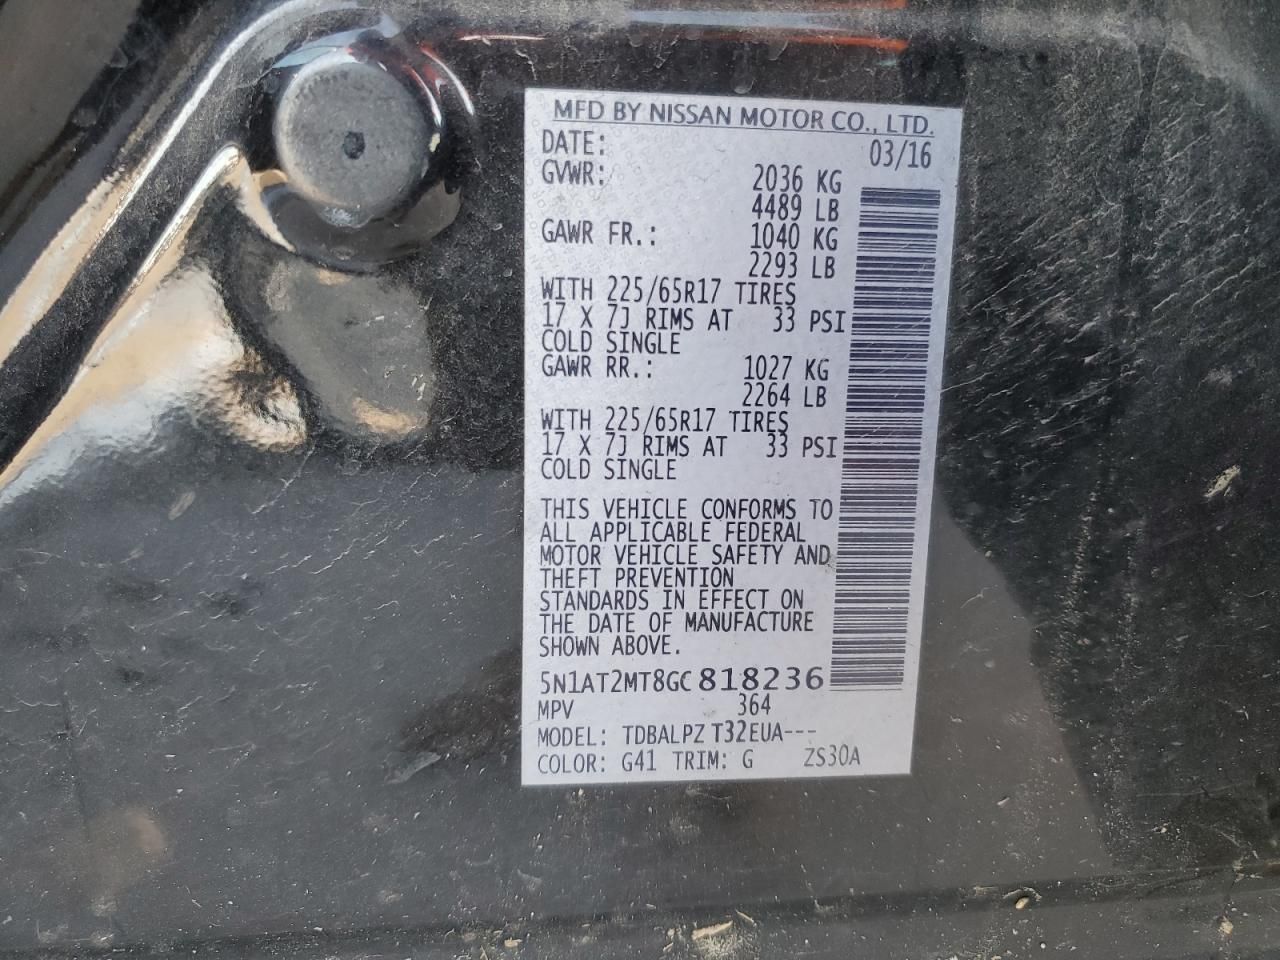 MFD BY NISSAN MOTOR CO., LTD.
DATE: 03/16
GVWR: 2036 KG
4489 LB
GAWR FR.: 1040 KG
2293 LB
WITH 225/65R17 TIRES
17 X 7J RIMS AT 33 PSI
COLD SINGLE
GAWR RR.: 1027 KG
2264 LB
WITH 225/65R17 TIRES
17 X 7J RIMS AT 33 PSI
COLD SINGLE
THIS VEHICLE CONFORMS TO
ALL APPLICABLE FEDERAL
MOTOR VEHICLE SAFETY AND
THEFT PREVENTION
STANDARDS IN EFFECT ON
THE DATE OF MANUFACTURE
SHOWN ABOVE.
5N1AT2MT8GC818236
MPV 364
MODEL: TDBALPZ T32EUA---
COLOR: G41 TRIM: G ZS30A